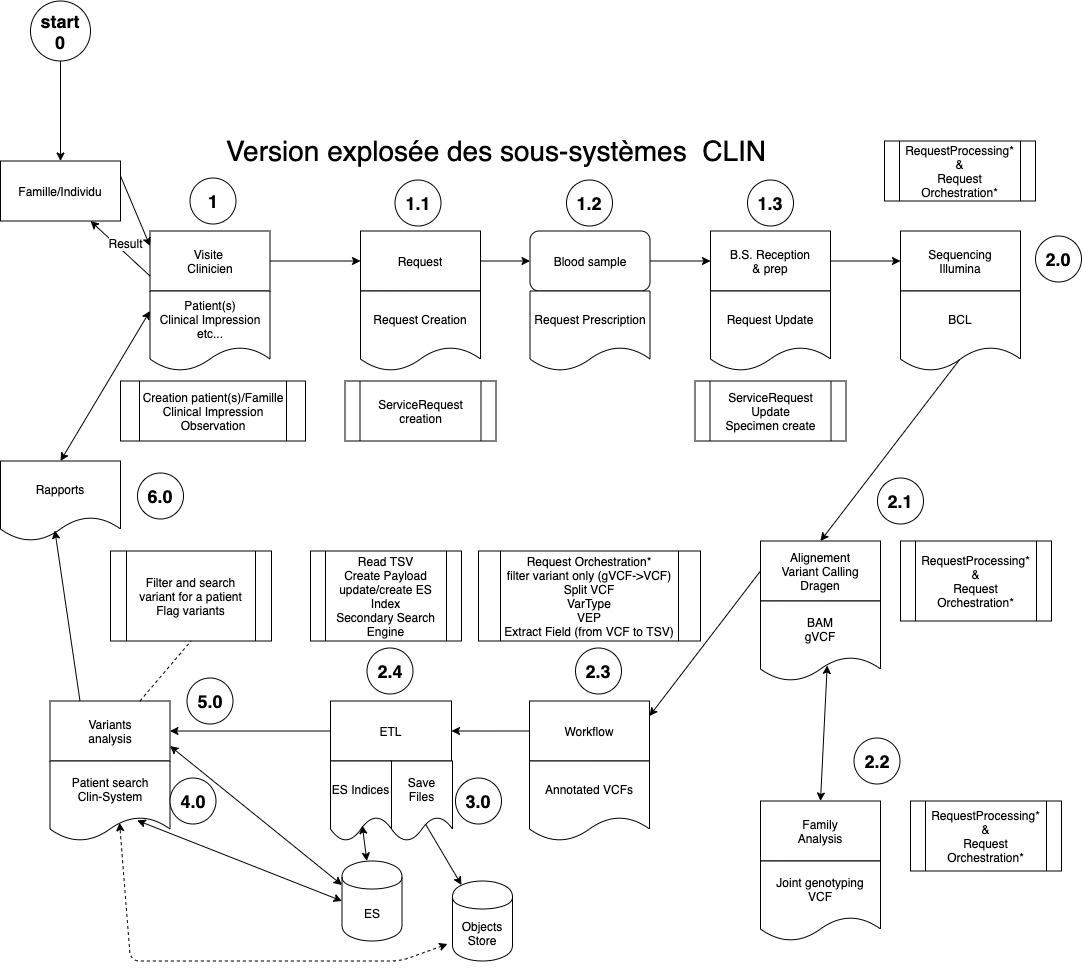 start
0
Version explosée des sous-systèmes  CLIN
RequestProcessing*
&
Request
Orchestration*
Famille/Individu
1
1.1
1.2
1.3
Result
Visite
Clinicien
Patient(s)
Clinical Impression
etc...
Request
Request Creation
Blood sample
Request Prescription
B.S. Reception
& prep
Request Update
Sequencing
Illumina
BCL
2.0
Creation patient(s)/Famille
Clinical Impression
Observation
ServiceRequest
creation
ServiceRequest
Update
Specimen create
Rapports
6.0
2.1
Filter and search
variant for a patient
Flag variants
Read TSV
Create Payload
update/create ES
Index
Secondary Search
Engine
Request Orchestration*
filter variant only (gVCF->VCF)
Split VCF
VarType
VEP
Extract Field (from VCF to TSV)
Alignement
Variant Calling
Dragen
BAM
gVCF
RequestProcessing*
&
Request
Orchestration*
5.0
2.4
2.3
Variants
analysis
Patient search
Clin-System
4.0
ETL
ES Indices
Save
Files
3.0
Workflow
Annotated VCFs
2.2
Family
Analysis
Joint genotyping
VCF
RequestProcessing*
&
Request
Orchestration*
ES
Objects
Store